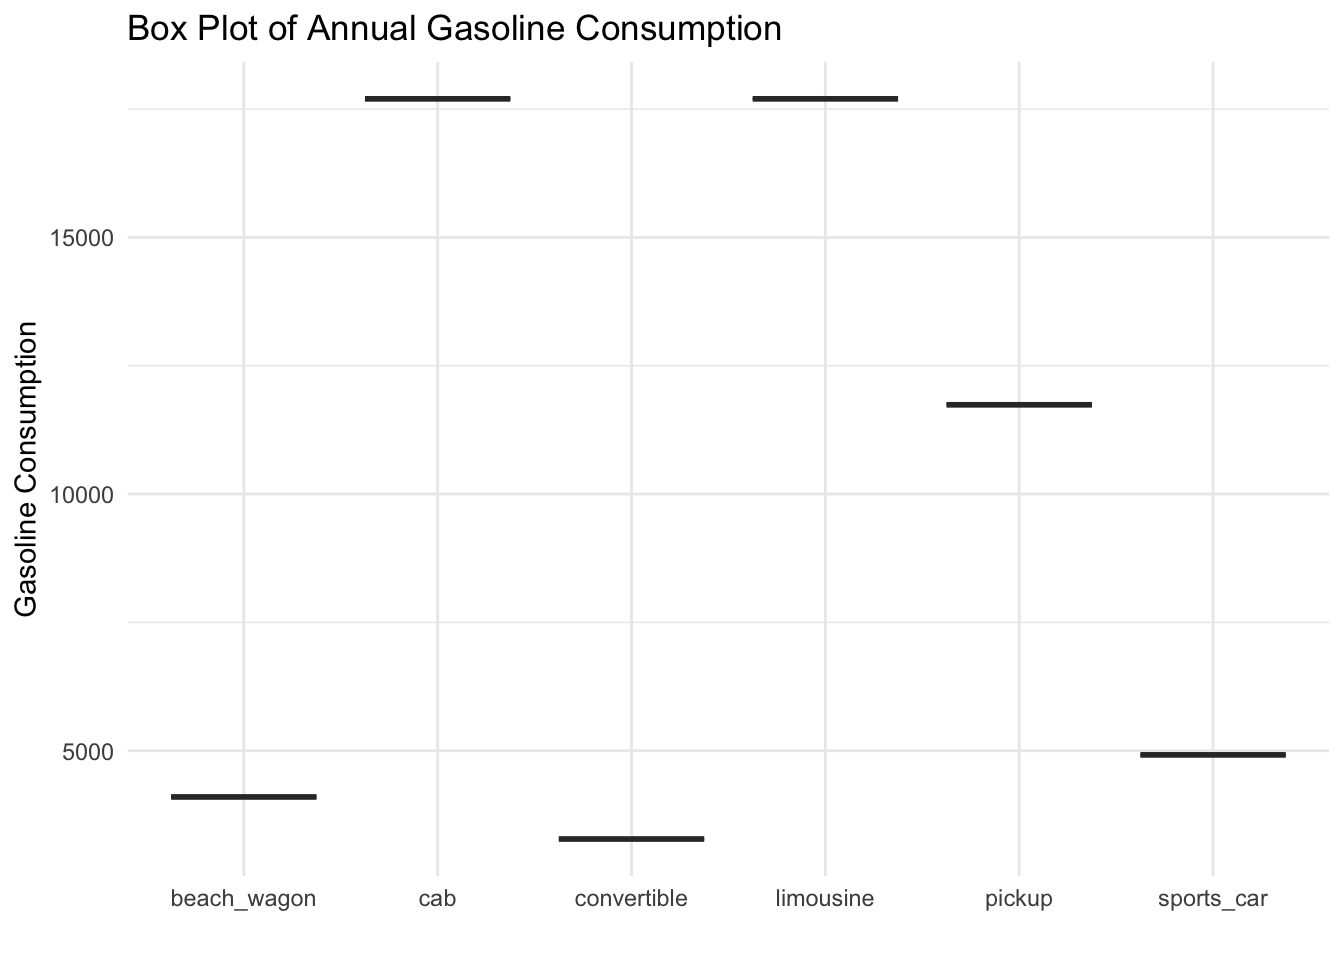 Box Plot of Annual Gasoline Consumption
Gasoline Consumption
15000
10000
5000
beach_wagon cab convertible limousine pickup sports_car